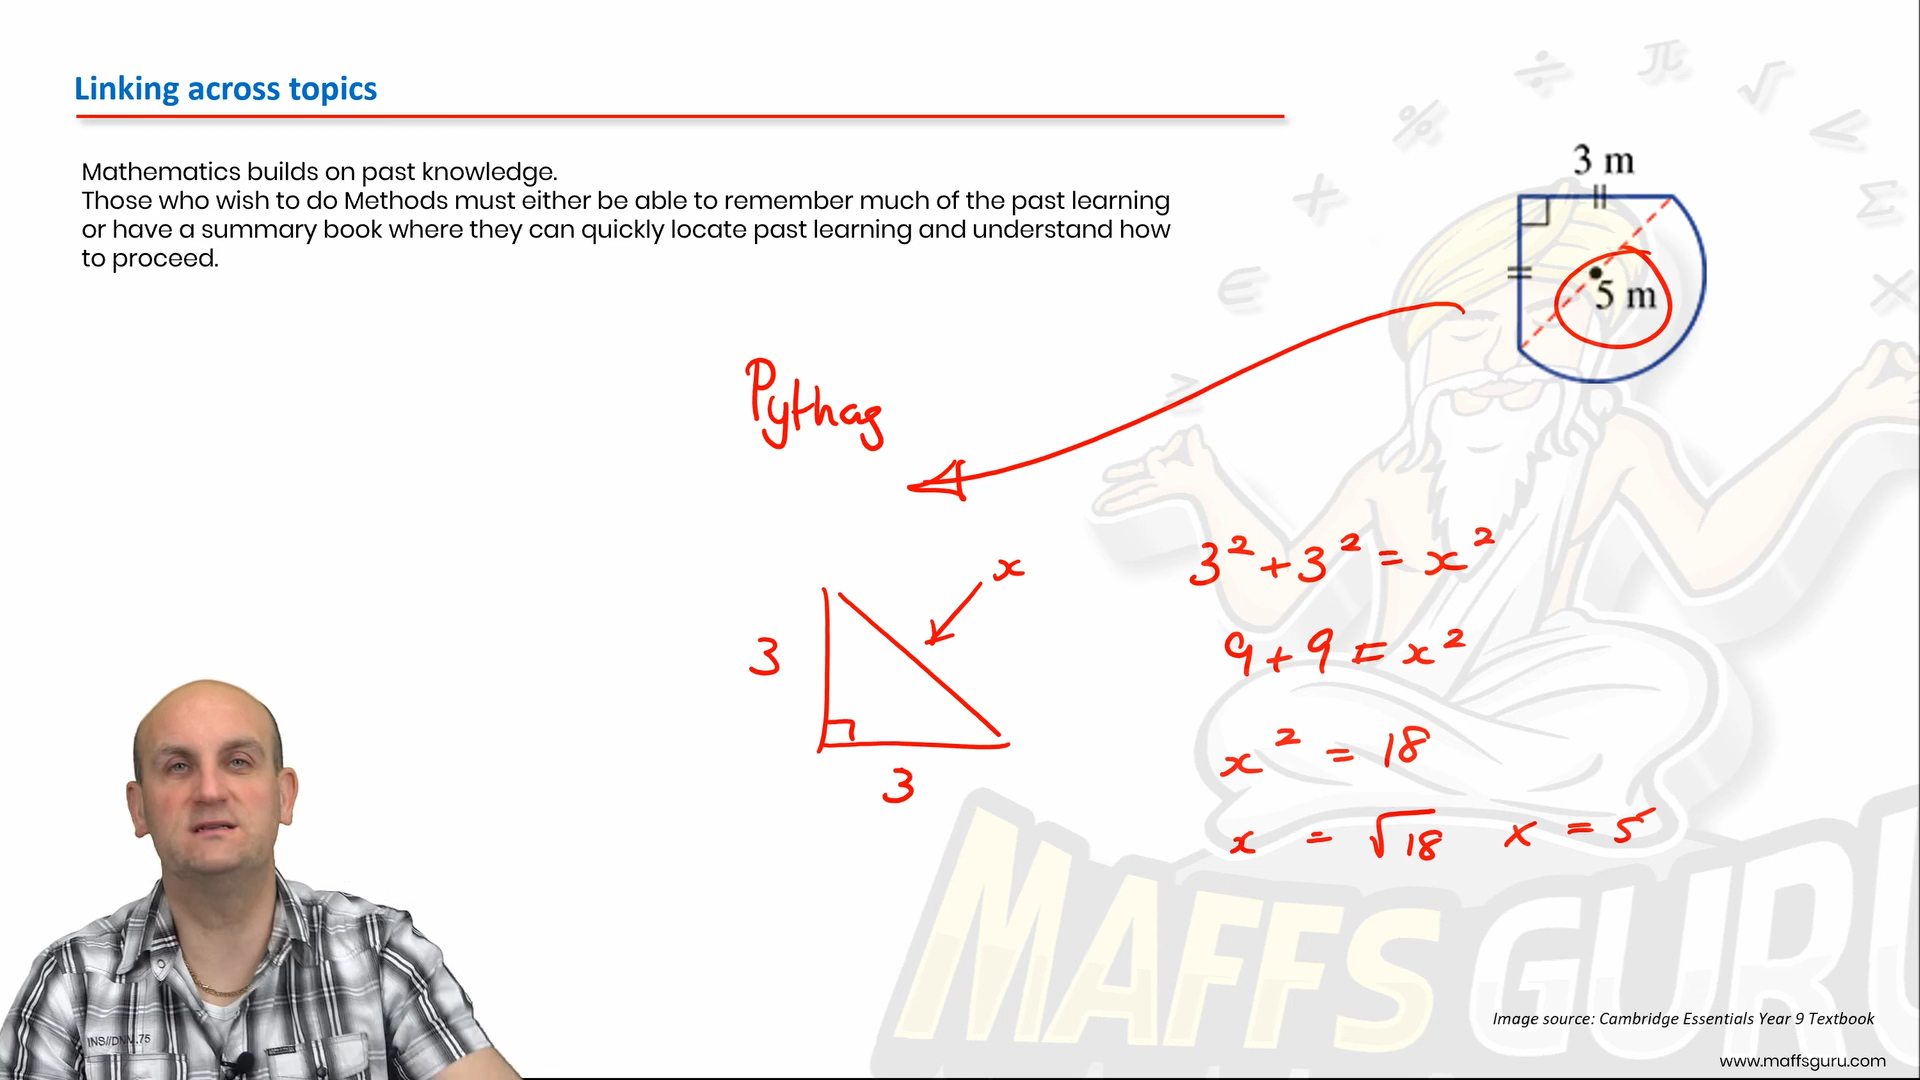 Linking across topics
Mathematics builds on past knowledge.
Those who wish to do Methods must either be able to remember much of the past learning
or have a summary book where they can quickly locate past learning and understand how
to proceed.
% ÷ π √ <
+ € ≥ Σ ×
3 m
5 m
Pythag
x
3
3
3² + 3² = x²
9 + 9 = x²
x² = 18
x = √18 x = 5
INS//DNV.75
MAFFS GURU
Image source: Cambridge Essentials Year 9 Textbook
www.maffsguru.com